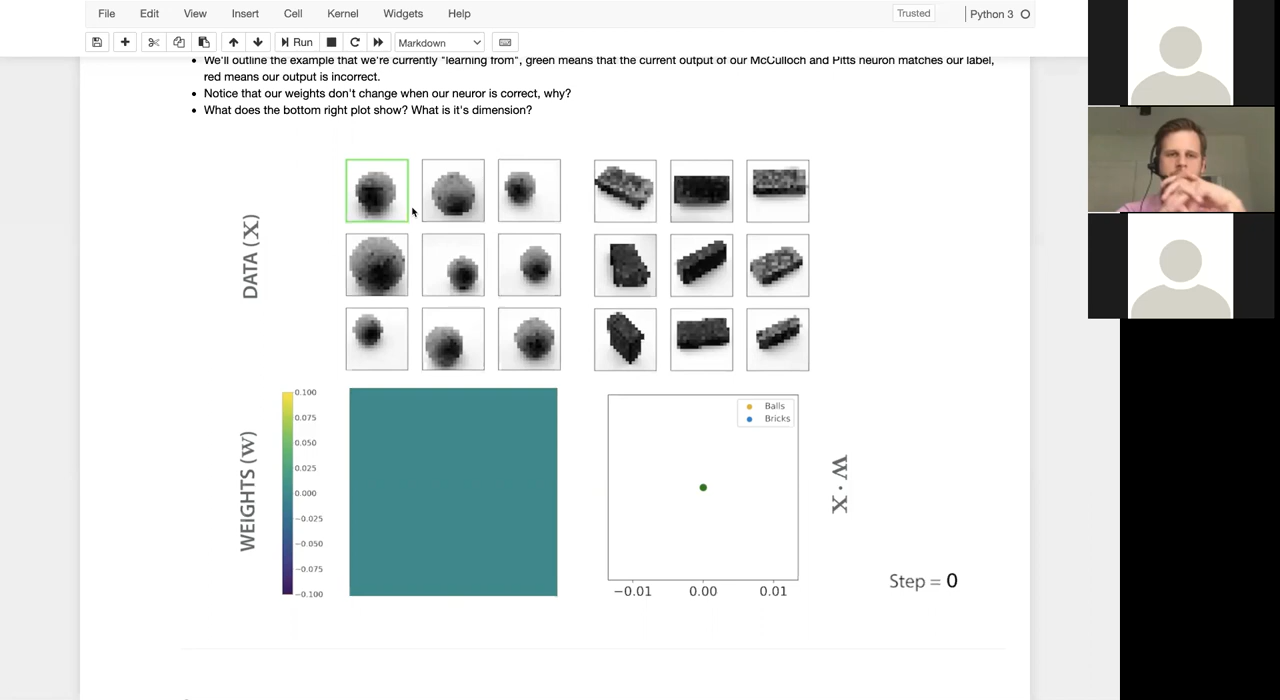 File Edit View Insert Cell Kernel Widgets Help Trusted Python 3
Run Markdown
We'll outline the example that we're currently "learning from", green means that the current output of our McCulloch and Pitts neuron matches our label,
red means our output is incorrect.
Notice that our weights don't change when our neuror is correct, why?
What does the bottom right plot show? What is it's dimension?
DATA (X)
WEIGHTS (w)
0.100
0.075
0.050
0.025
0.000
−0.025
−0.050
−0.075
−0.100
Balls
Bricks
−0.01 0.00 0.01
W · X
Step = 0